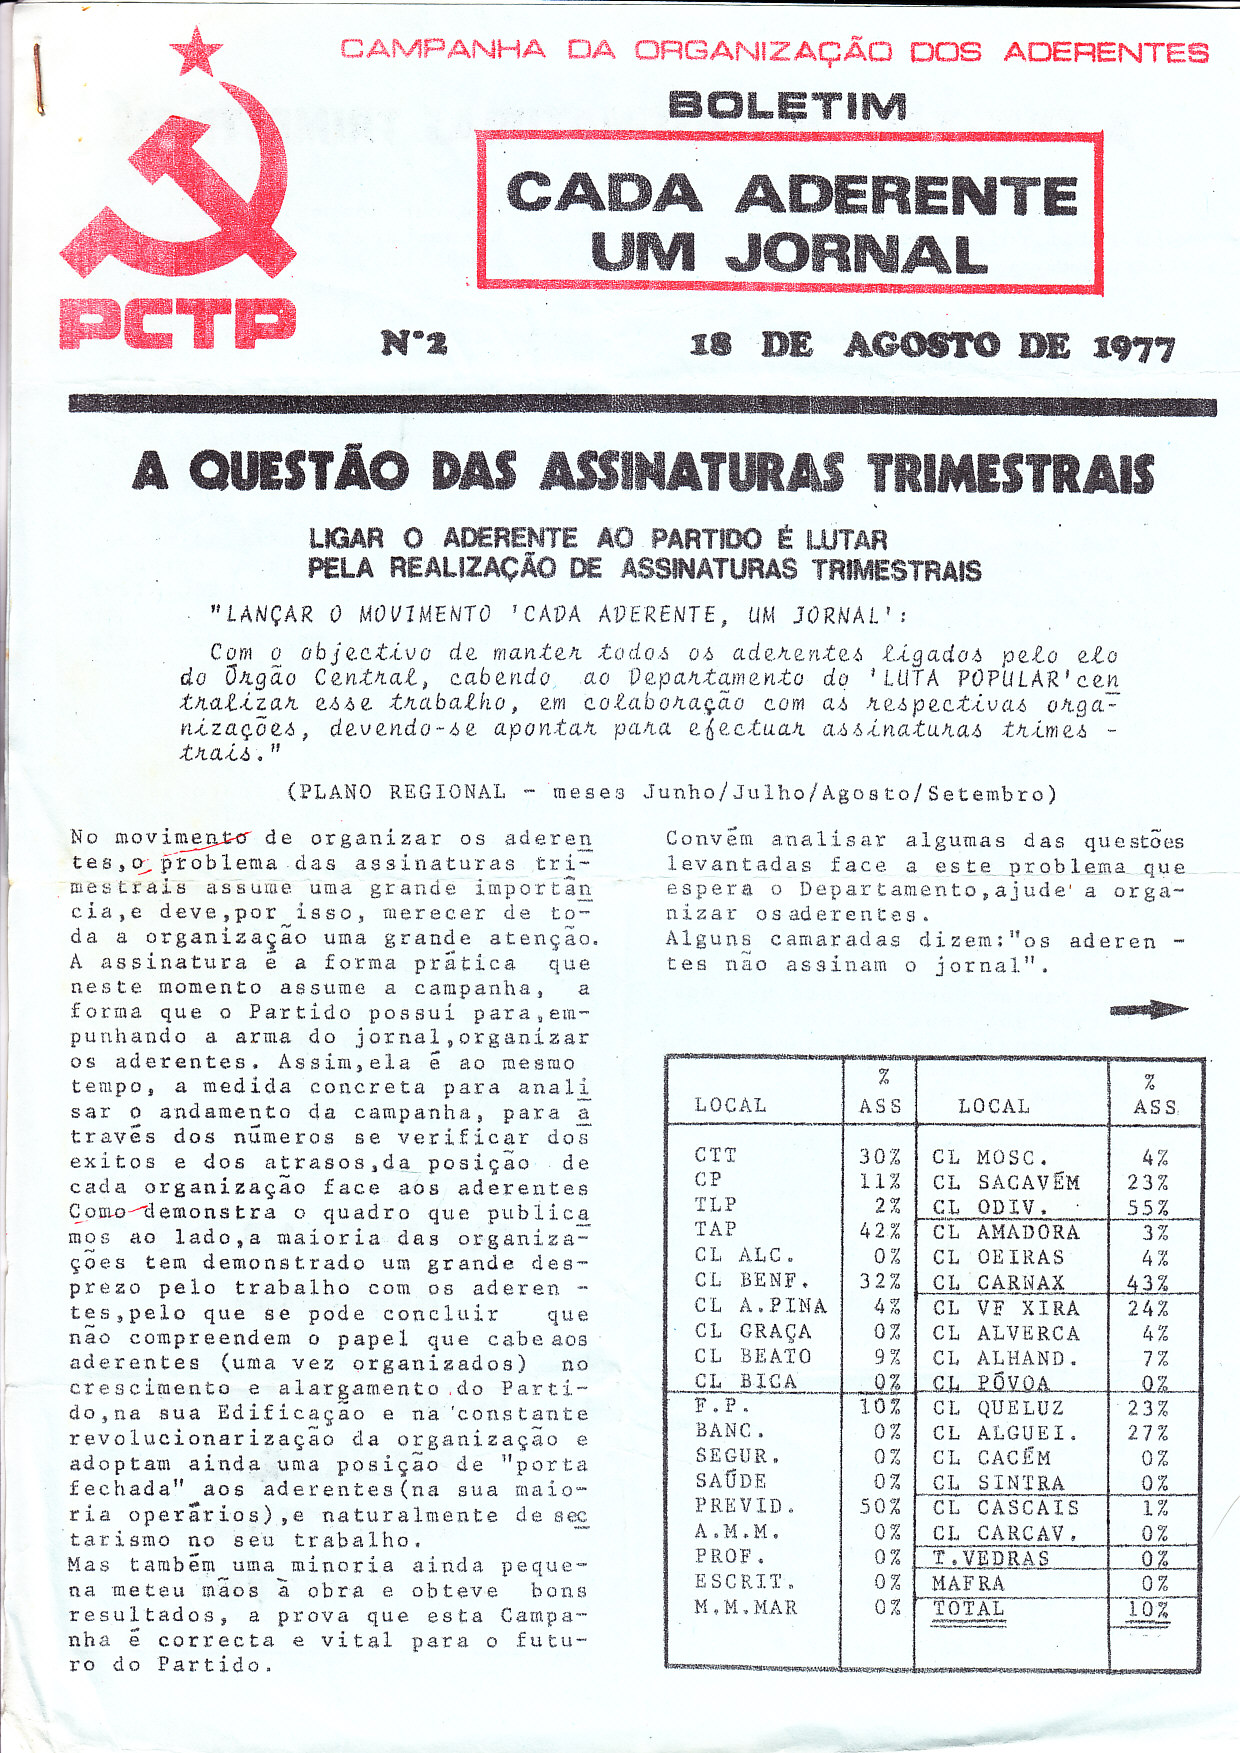 CAMPANHA DA ORGANIZAÇÃO DOS ADERENTES
BOLETIM
CADA ADERENTE
UM JORNAL
PCTP
Nº2
18 DE AGOSTO DE 1977
A QUESTÃO DAS ASSINATURAS TRIMESTRAIS
LIGAR O ADERENTE AO PARTIDO É LUTAR
PELA REALIZAÇÃO DE ASSINATURAS TRIMESTRAIS
"LANÇAR O MOVIMENTO 'CADA ADERENTE, UM JORNAL':
Com o objectivo de manter todos os aderentes ligados pelo elo
do Órgão Central, cabendo ao Departamento do 'LUTA POPULAR' cen
tralizar esse trabalho, em colaboração com as respectivas orga-
nizações, devendo-se apontar para efectuar assinaturas trimes -
trais."
(PLANO REGIONAL - meses Junho/Julho/Agosto/Setembro)
No movimento de organizar os aderen
tes,o problema das assinaturas tri-
mestrais assume uma grande importân
cia,e deve,por isso, merecer de to-
da a organização uma grande atenção.
A assinatura é a forma prática que
neste momento assume a campanha, a
forma que o Partido possui para,em-
punhando a arma do jornal,organizar
os aderentes. Assim,ela é ao mesmo
tempo, a medida concreta para anali
sar o andamento da campanha, para a
través dos números se verificar dos
exitos e dos atrasos,da posição de
cada organização face aos aderentes
Como demonstra o quadro que publica
mos ao lado,a maioria das organiza-
ções tem demonstrado um grande des-
prezo pelo trabalho com os aderen -
tes,pelo que se pode concluir que
não compreendem o papel que cabe aos
aderentes (uma vez organizados) no
crescimento e alargamento do Parti-
do,na sua Edificação e na constante
revolucionarização da organização e
adoptam ainda uma posição de "porta
fechada" aos aderentes(na sua maio-
ria operários),e naturalmente de sec
tarismo no seu trabalho.
Mas também uma minoria ainda peque-
na meteu mãos à obra e obteve bons
resultados, a prova que esta Campa-
nha é correcta e vital para o futu-
ro do Partido.
Convém analisar algumas das questões
levantadas face a este problema que
espera o Departamento,ajude a orga-
nizar os aderentes.
Alguns camaradas dizem:"os aderen -
tes não assinam o jornal".
LOCAL % ASS LOCAL % ASS
CTT 30% CL MOSC. 4%
CP 11% CL SACAVÉM 23%
TLP 2% CL ODIV. 55%
TAP 42% CL AMADORA 3%
CL ALC. 0% CL OEIRAS 4%
CL BENF. 32% CL CARNAX 43%
CL A.PINA 4% CL VF XIRA 24%
CL GRAÇA 0% CL ALVERCA 4%
CL BEATO 9% CL ALHAND. 7%
CL BICA 0% CL PÓVOA 0%
F.P. 10% CL QUELUZ 23%
BANC. 0% CL ALGUEI. 27%
SEGUR. 0% CL CACÉM 0%
SAÚDE 0% CL SINTRA 0%
PREVID. 50% CL CASCAIS 1%
A.M.M. 0% CL CARCAV. 0%
PROF. 0% T.VEDRAS 0%
ESCRIT. 0% MAFRA 0%
M.M.MAR 0% TOTAL 10%